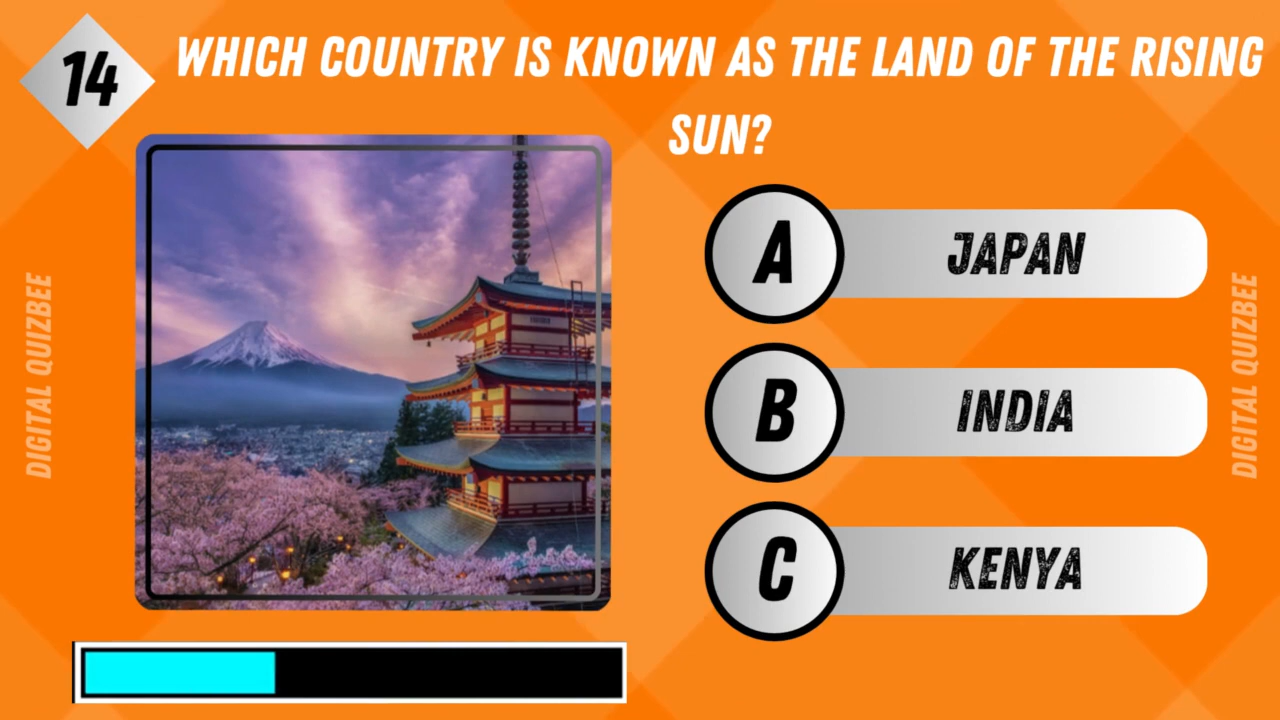 14
WHICH COUNTRY IS KNOWN AS THE LAND OF THE RISING
SUN?
A JAPAN
B INDIA
C KENYA
DIGITAL QUIZBEE
DIGITAL QUIZBEE